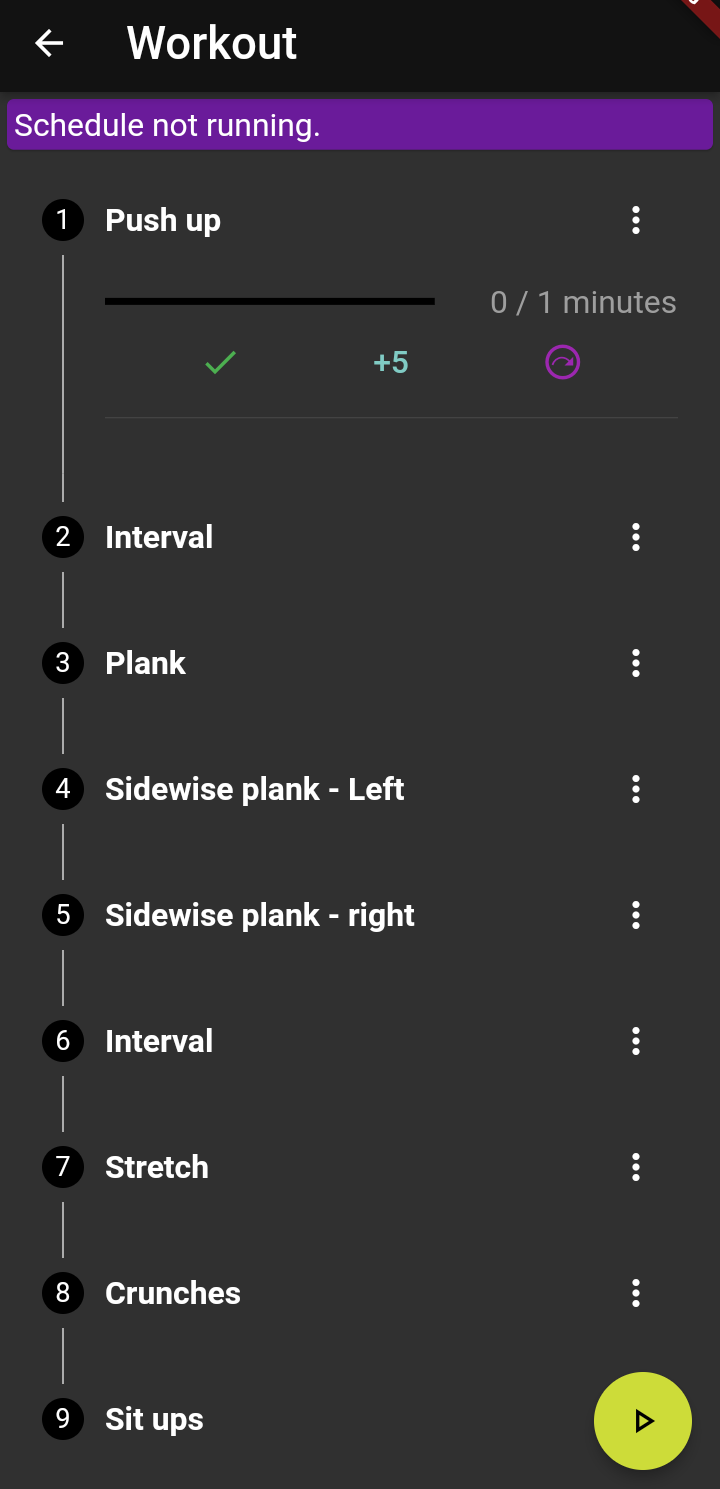 Workout
Schedule not running.
1 Push up
0 / 1 minutes
+5
2 Interval
3 Plank
4 Sidewise plank - Left
5 Sidewise plank - right
6 Interval
7 Stretch
8 Crunches
9 Sit ups